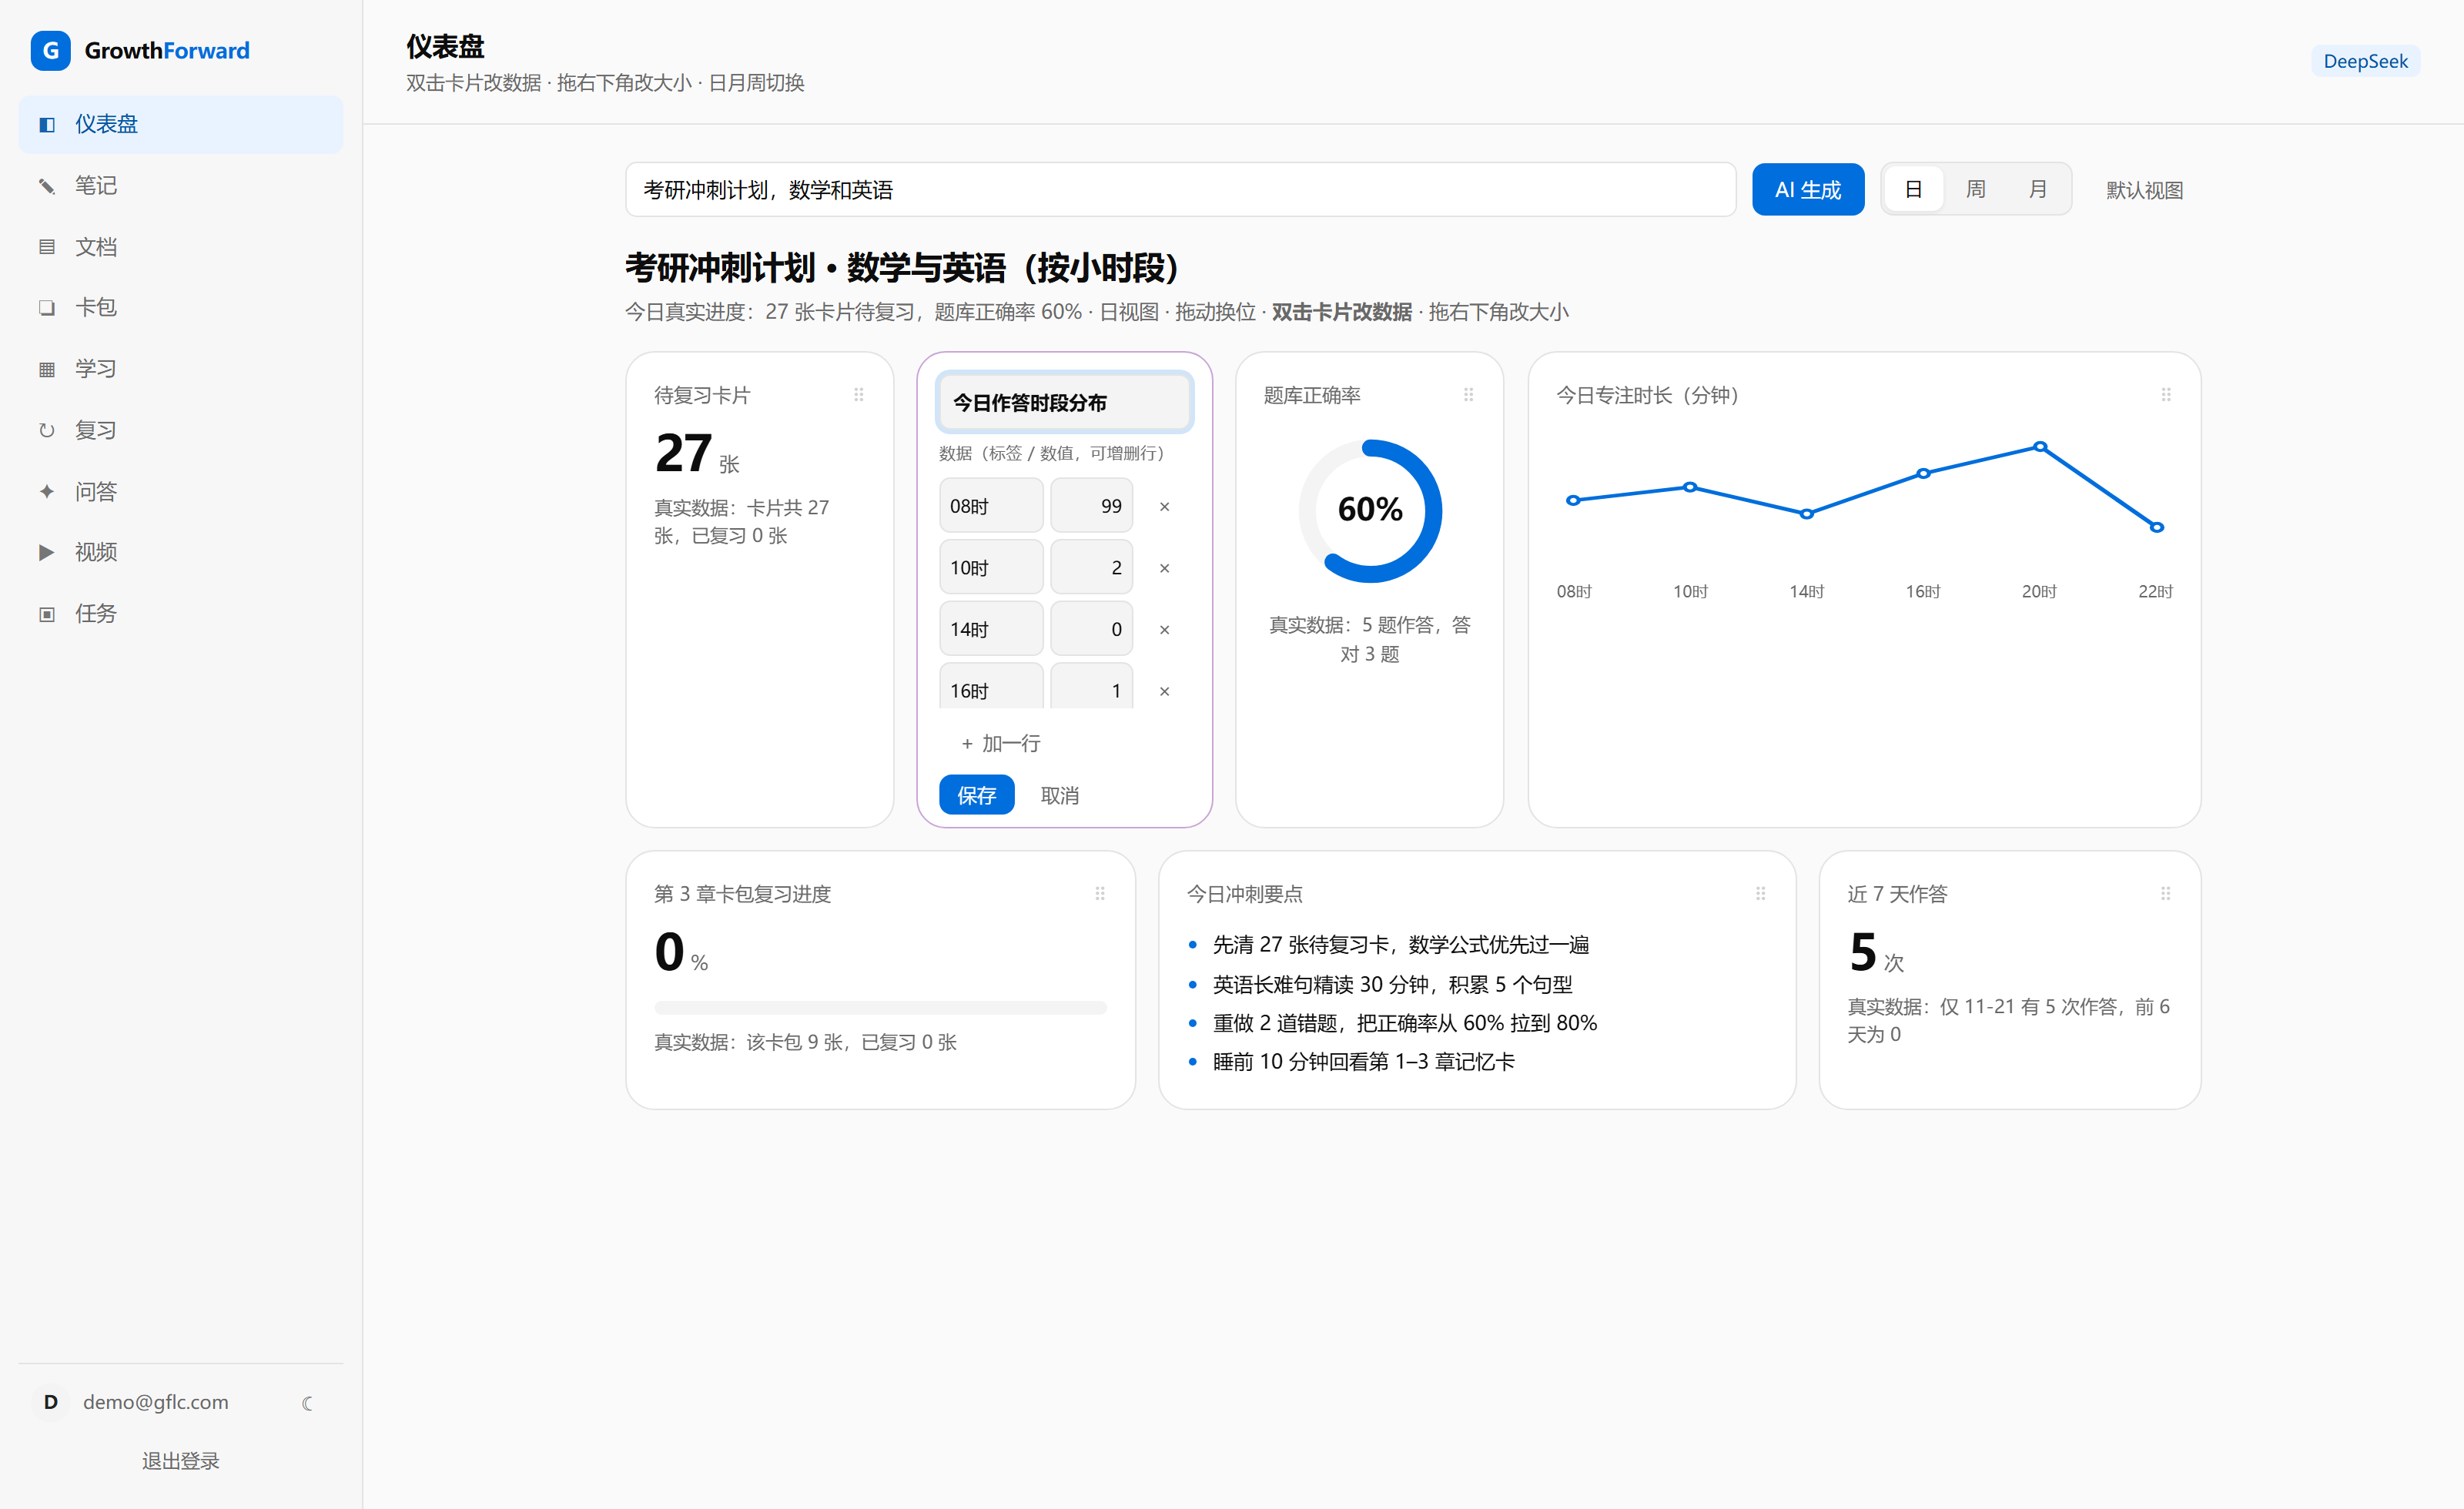 G GrowthForward
仪表盘
笔记
文档
卡包
学习
复习
问答
视频
任务
D demo@gflc.com
退出登录
仪表盘
双击卡片改数据 · 拖右下角改大小 · 日月周切换
DeepSeek
考研冲刺计划，数学和英语
AI 生成
日 周 月
默认视图
考研冲刺计划 • 数学与英语（按小时段）
今日真实进度：27 张卡片待复习，题库正确率 60% · 日视图 · 拖动换位 · 双击卡片改数据 · 拖右下角改大小
待复习卡片
27 张
真实数据：卡片共 27
张，已复习 0 张
今日作答时段分布
数据（标签 / 数值，可增删行）
08时 99 ×
10时 2 ×
14时 0 ×
16时 1 ×
+ 加一行
保存 取消
题库正确率
60%
真实数据：5 题作答，答
对 3 题
今日专注时长（分钟）
08时 10时 14时 16时 20时 22时
第 3 章卡包复习进度
0 %
真实数据：该卡包 9 张，已复习 0 张
今日冲刺要点
先清 27 张待复习卡，数学公式优先过一遍
英语长难句精读 30 分钟，积累 5 个句型
重做 2 道错题，把正确率从 60% 拉到 80%
睡前 10 分钟回看第 1–3 章记忆卡
近 7 天作答
5 次
真实数据：仅 11-21 有 5 次作答，前 6
天为 0